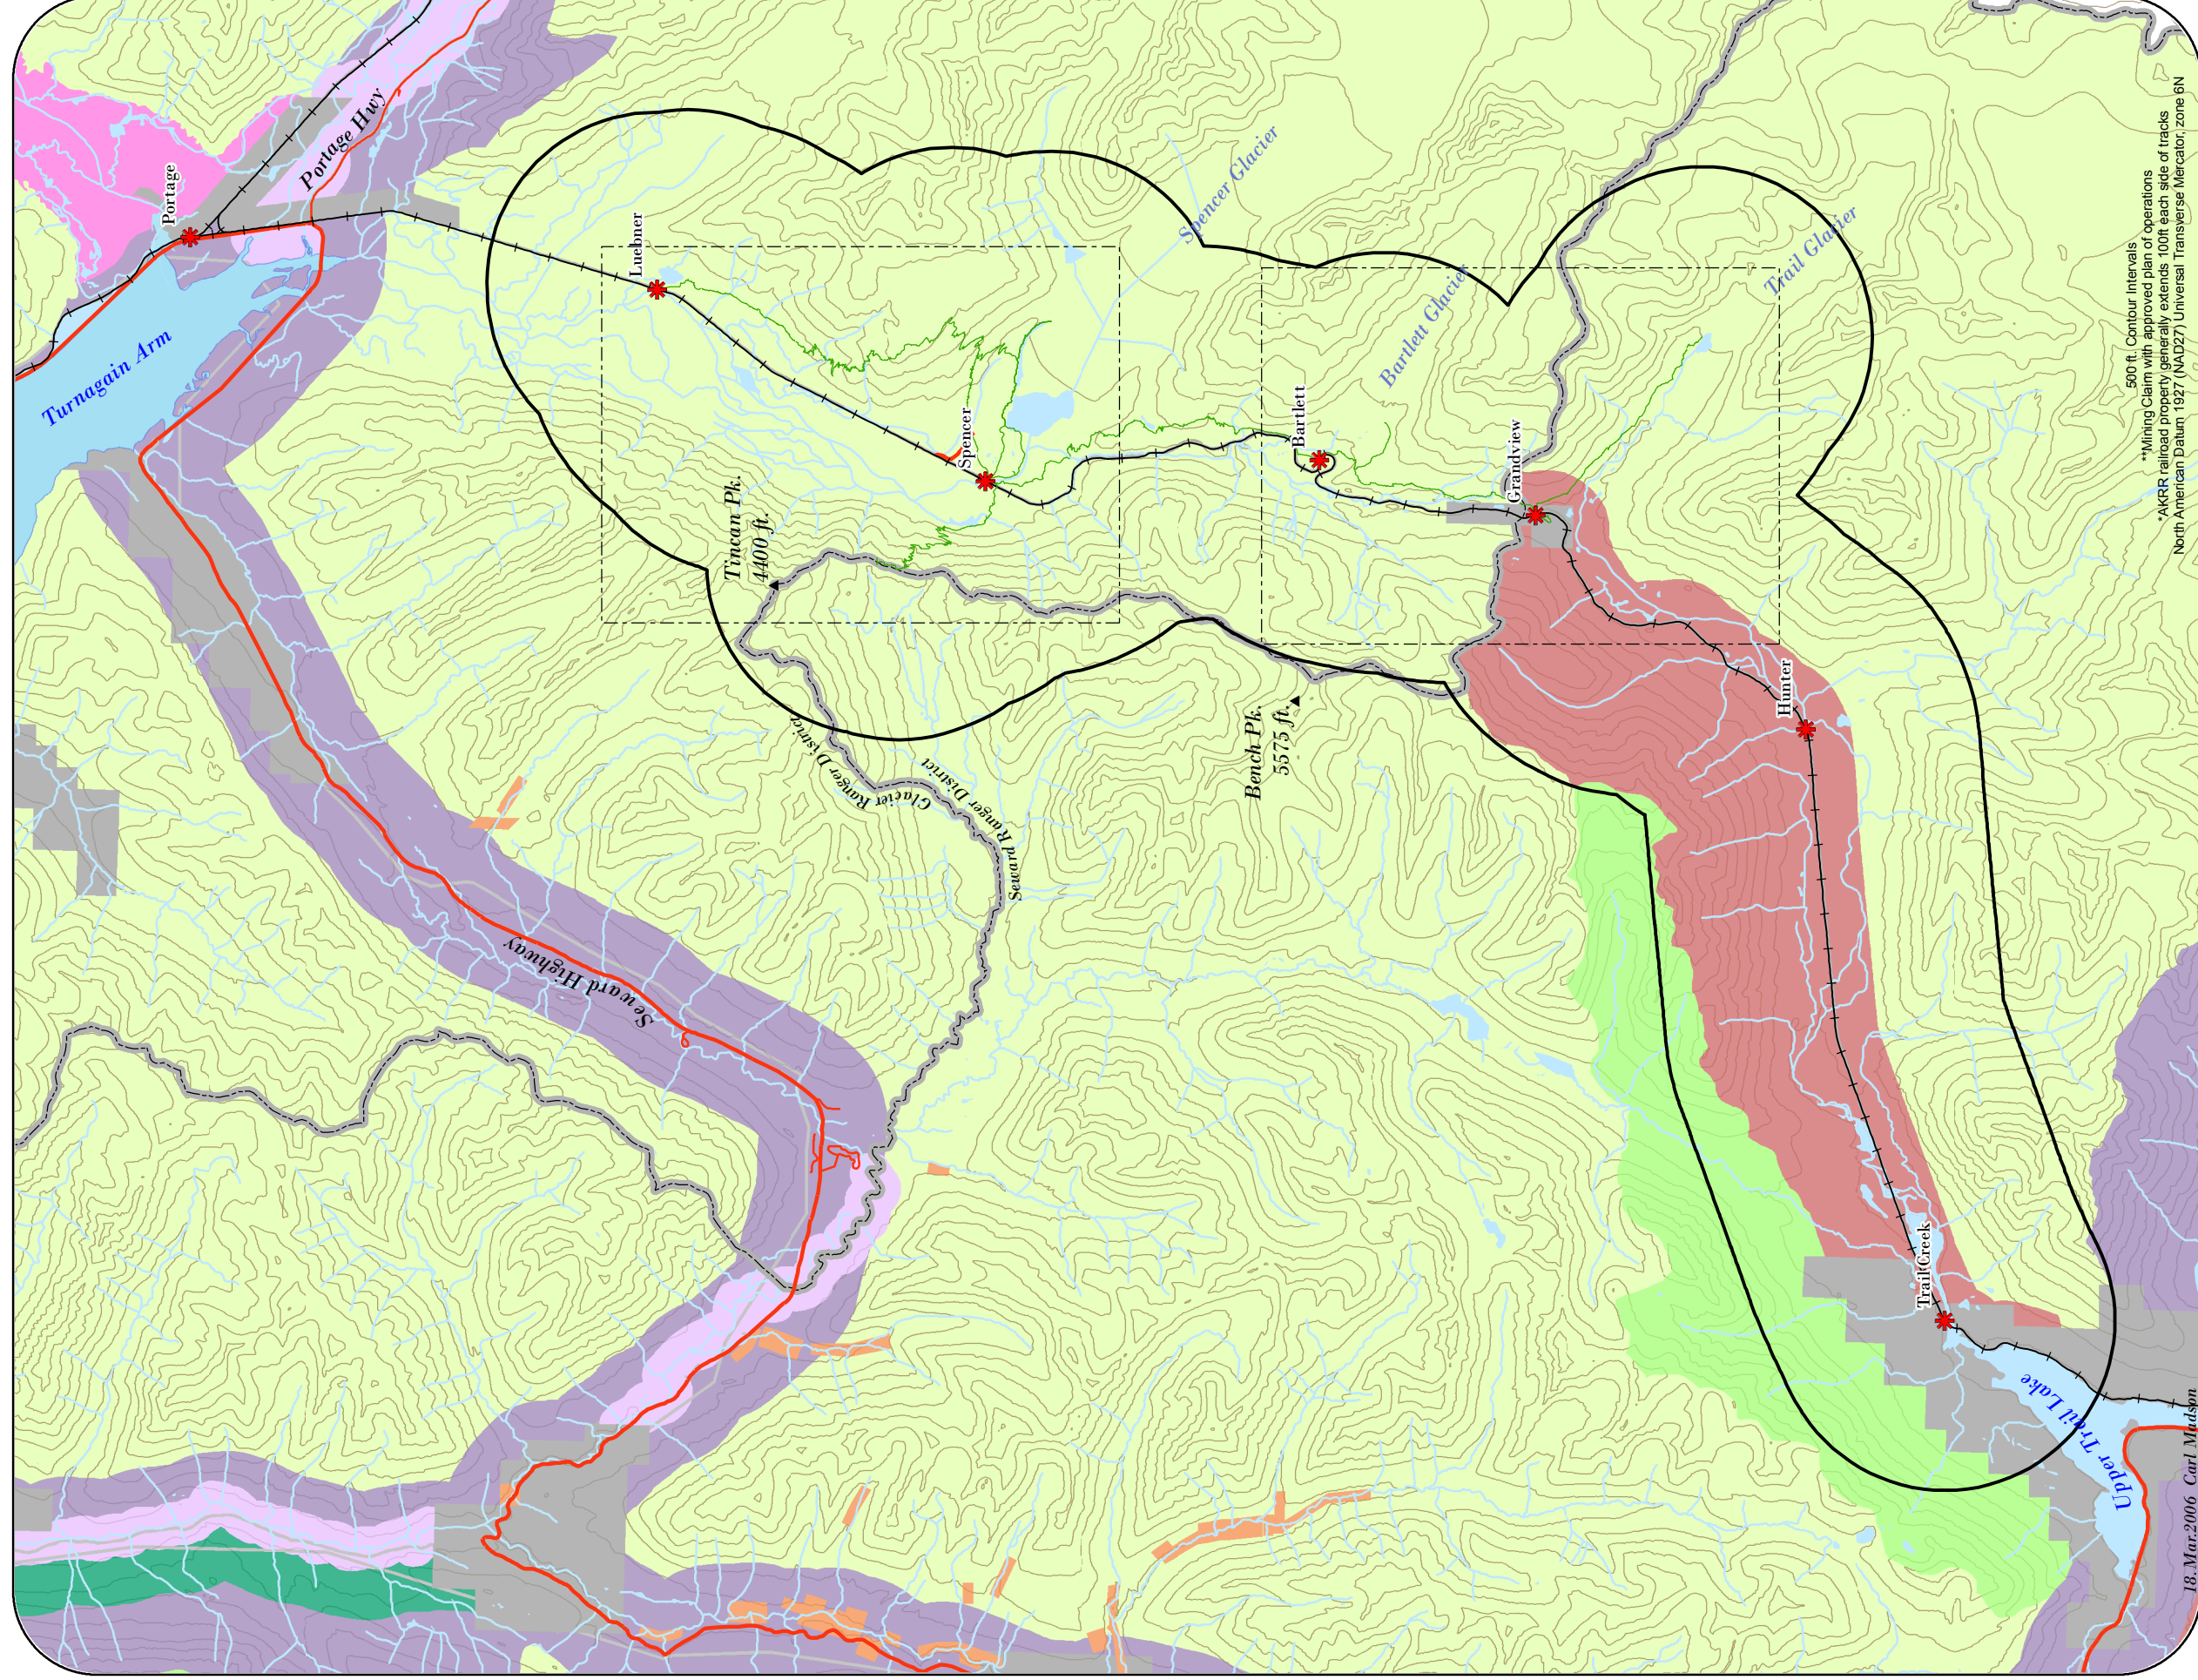 Portage
Portage Hwy
Turnagain Arm
Luebner
Spencer Glacier
Trail Glacier
Bartlett Glacier
Spencer
Bartlett
Grandview
Tincan Pk.
4400 ft.
Bench Pk.
5575 ft.
Hunter
Glacier Ranger District
Seward Ranger District
Seward Highway
Trail Creek
Upper Trail Lake
500 ft. Contour Intervals
**Mining Claim with approved plan of operations
*AKRR railroad property generally extends 100ft each side of tracks
North American Datum 1927 (NAD27) Universal Transverse Mercator, zone 6N
18.Mar.2006 Carl Madson